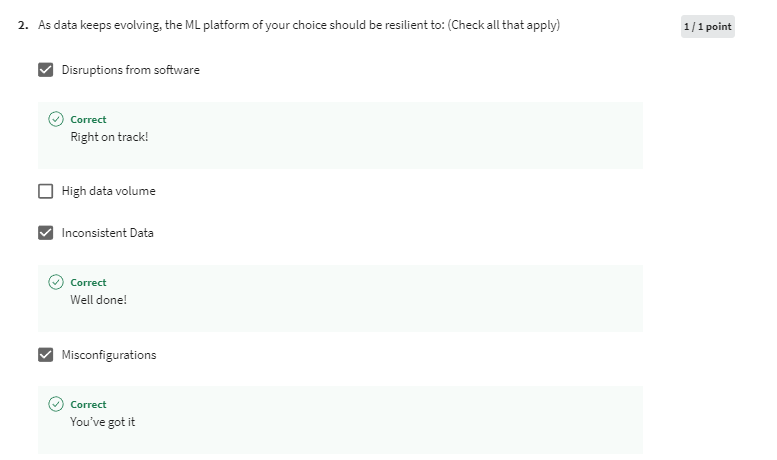 2. As data keeps evolving, the ML platform of your choice should be resilient to: (Check all that apply)
1 / 1 point
Disruptions from software
Correct
Right on track!
High data volume
Inconsistent Data
Correct
Well done!
Misconfigurations
Correct
You've got it